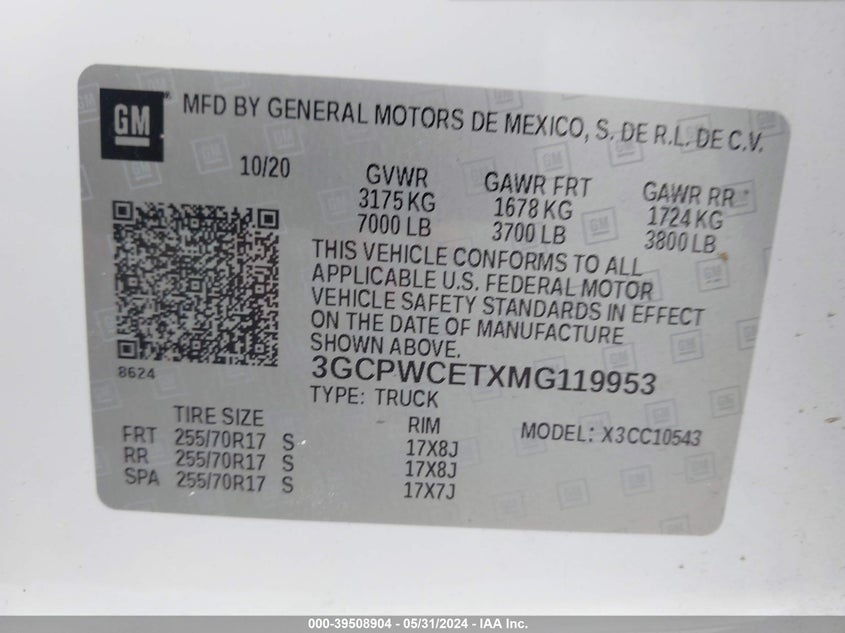 GM
MFD BY GENERAL MOTORS DE MEXICO, S. DE R.L. DE C.V.
10/20
GVWR
3175 KG
7000 LB
GAWR FRT
1678 KG
3700 LB
GAWR RR
1724 KG
3800 LB
THIS VEHICLE CONFORMS TO ALL
APPLICABLE U.S. FEDERAL MOTOR
VEHICLE SAFETY STANDARDS IN EFFECT
ON THE DATE OF MANUFACTURE
SHOWN ABOVE.
8624
3GCPWCETXMG119953
TYPE: TRUCK
MODEL: X3CC10543
TIRE SIZE RIM
FRT 255/70R17 S 17X8J
RR 255/70R17 S 17X8J
SPA 255/70R17 S 17X7J
000-39508904 - 05/31/2024 - IAA Inc.